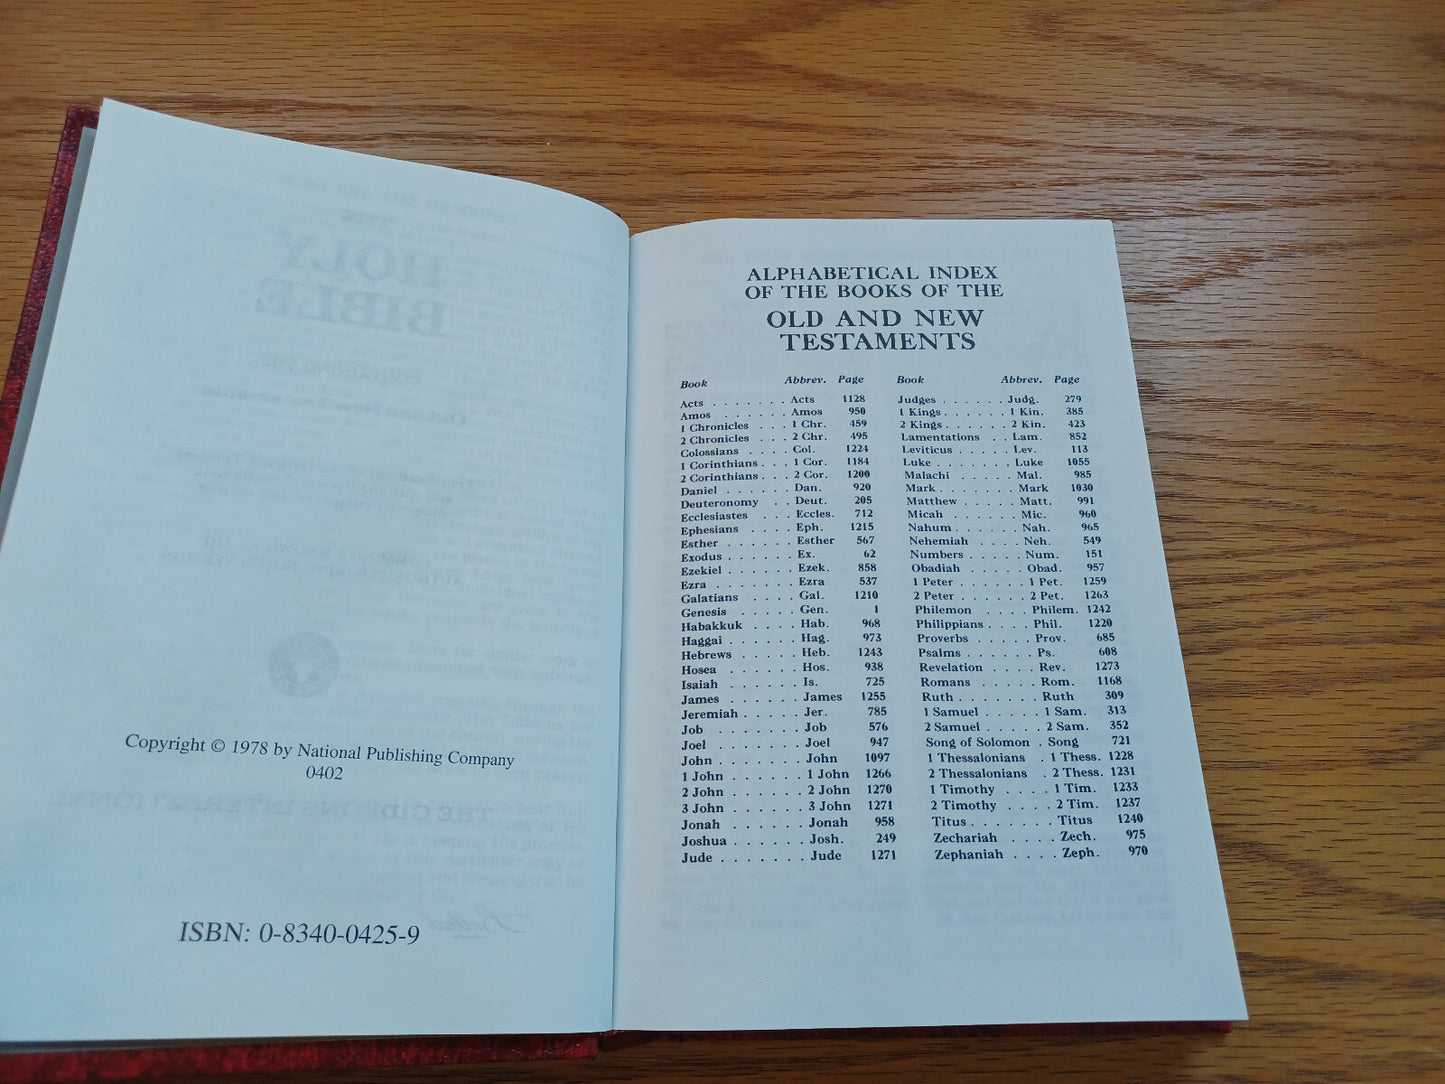 Copyright © 1978 by National Publishing Company
0402
ISBN: 0-8340-0425-9
ALPHABETICAL INDEX
OF THE BOOKS OF THE
OLD AND NEW
TESTAMENTS
Book Abbrev. Page
Acts . . . . . . . Acts 1128
Amos . . . . . . Amos 950
1 Chronicles . . . 1 Chr. 459
2 Chronicles . . . 2 Chr. 495
Colossians . . . . Col. 1224
1 Corinthians . . . 1 Cor. 1184
2 Corinthians . . . 2 Cor. 1200
Daniel . . . . . . Dan. 920
Deuteronomy . . Deut. 205
Ecclesiastes . . Eccles. 712
Ephesians . . . . Eph. 1215
Esther . . . . . . Esther 567
Exodus . . . . . . Ex. 62
Ezekiel . . . . . . Ezek. 858
Ezra . . . . . . . Ezra 537
Galatians . . . . Gal. 1210
Genesis . . . . . Gen. 1
Habakkuk . . . . Hab. 968
Haggai . . . . . . Hag. 973
Hebrews . . . . . Heb. 1243
Hosea . . . . . . Hos. 938
Isaiah . . . . . . Is. 725
James . . . . . . James 1255
Jeremiah . . . . . Jer. 785
Job . . . . . . . Job 576
Joel . . . . . . . Joel 947
John . . . . . . . John 1097
1 John . . . . . . 1 John 1266
2 John . . . . . . 2 John 1270
3 John . . . . . . 3 John 1271
Jonah . . . . . . Jonah 958
Joshua . . . . . . Josh. 249
Jude . . . . . . . Jude 1271
Book Abbrev. Page
Judges . . . . . . Judg. 279
1 Kings . . . . . . 1 Kin. 385
2 Kings . . . . . . 2 Kin. 423
Lamentations . . Lam. 852
Leviticus . . . . . Lev. 113
Luke . . . . . . . Luke 1055
Malachi . . . . . Mal. 985
Mark . . . . . . . Mark 1030
Matthew . . . . . Matt. 991
Micah . . . . . . Mic. 960
Nahum . . . . . . Nah. 965
Nehemiah . . . . Neh. 549
Numbers . . . . . Num. 151
Obadiah . . . . . Obad. 957
1 Peter . . . . . . 1 Pet. 1259
2 Peter . . . . . . 2 Pet. 1263
Philemon . . . . Philem. 1242
Philippians . . . . Phil. 1220
Proverbs . . . . . Prov. 685
Psalms . . . . . . Ps. 608
Revelation . . . . Rev. 1273
Romans . . . . . Rom. 1168
Ruth . . . . . . . Ruth 309
1 Samuel . . . . . 1 Sam. 313
2 Samuel . . . . . 2 Sam. 352
Song of Solomon . Song 721
1 Thessalonians . 1 Thess. 1228
2 Thessalonians . 2 Thess. 1231
1 Timothy . . . . 1 Tim. 1233
2 Timothy . . . . 2 Tim. 1237
Titus . . . . . . . Titus 1240
Zechariah . . . . Zech. 975
Zephaniah . . . . Zeph. 970